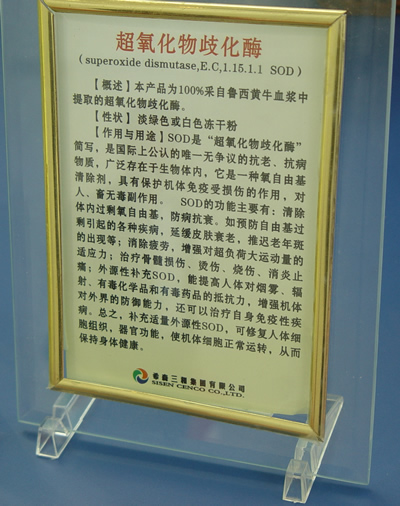 超氧化物歧化酶
(superoxide dismutase,E.C,1.15.1.1 SOD)
【概述】本产品为100%采自鲁西黄牛血浆中
提取的超氧化物歧化酶。
【性状】 淡绿色或白色冻干粉
【作用与用途】SOD是“超氧化物歧化酶”
简写，是国际上公认的唯一无争议的抗老、抗病
物质，广泛存在于生物体内，它是一种氧自由基
清除剂，具有保护机体免疫受损伤的作用，对
人、畜无毒副作用。 SOD的功能主要有：清除
体内过剩氧自由基，防病抗衰。如预防自由基过
剩引起的各种疾病，延缓皮肤衰老，推迟老年斑
的出现等；消除疲劳，增强对超负荷大运动量的
适应力；治疗骨髓损伤、烫伤、烧伤、消炎止
痛；外源性补充SOD，能提高人体对烟雾、辐
射、有毒化学品和有毒药品的抵抗力，增强机体
对外界的防御能力，还可以治疗自身免疫性疾
病。总之，补充适量外源性SOD，可修复人体细
胞组织，器官功能，使机体细胞正常运转，从而
保持身体健康。
希森三和集团有限公司
SISEN CENCO CO.,LTD.